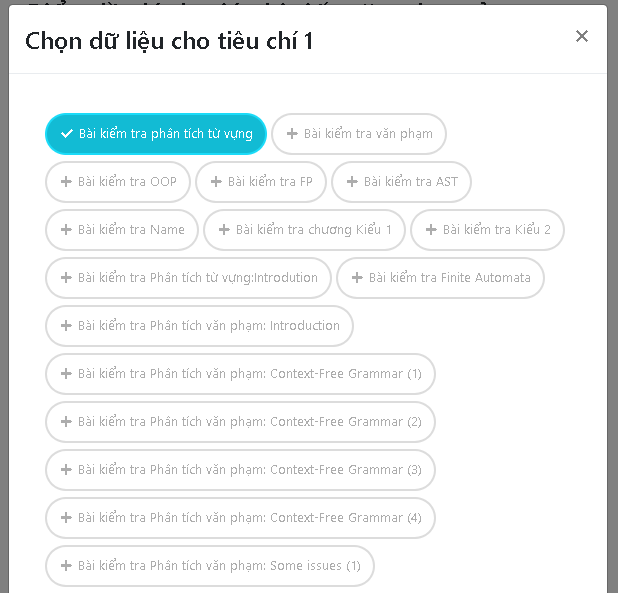 Chọn dữ liệu cho tiêu chí 1
Bài kiểm tra phân tích từ vựng Bài kiểm tra văn phạm
Bài kiểm tra OOP Bài kiểm tra FP Bài kiểm tra AST
Bài kiểm tra Name Bài kiểm tra chương Kiểu 1 Bài kiểm tra Kiểu 2
Bài kiểm tra Phân tích từ vựng:Introdution Bài kiểm tra Finite Automata
Bài kiểm tra Phân tích văn phạm: Introduction
Bài kiểm tra Phân tích văn phạm: Context-Free Grammar (1)
Bài kiểm tra Phân tích văn phạm: Context-Free Grammar (2)
Bài kiểm tra Phân tích văn phạm: Context-Free Grammar (3)
Bài kiểm tra Phân tích văn phạm: Context-Free Grammar (4)
Bài kiểm tra Phân tích văn phạm: Some issues (1)